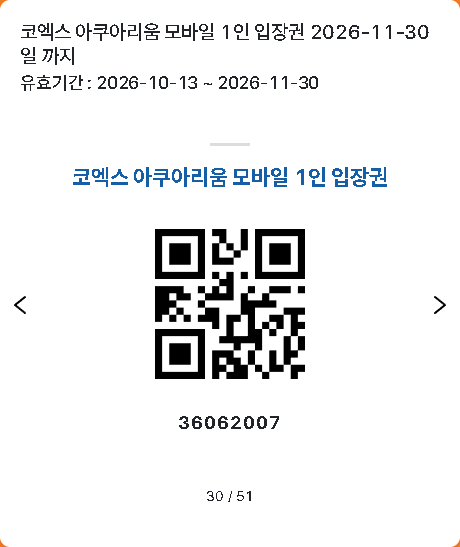 코엑스 아쿠아리움 모바일 1인 입장권 2026-11-30
일 까지
유효기간 : 2026-10-13 ~ 2026-11-30
코엑스 아쿠아리움 모바일 1인 입장권
36062007
30 / 51